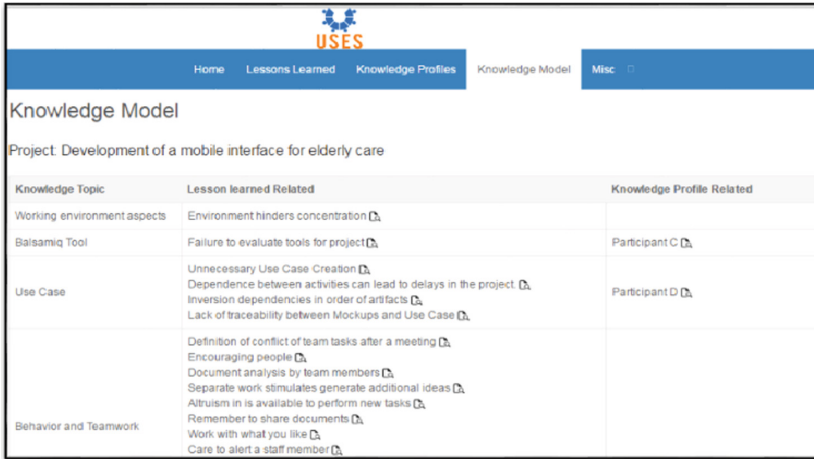 USES
Home Lessons Learned Knowledge Profiles Knowledge Model Misc
Knowledge Model
Project: Development of a mobile interface for elderly care
Knowledge Topic Lesson learned Related Knowledge Profile Related
Working environment aspects Environment hinders concentration
Balsamiq Tool Failure to evaluate tools for project Participant C
Unnecessary Use Case Creation
Dependence between activities can lead to delays in the project.
Use Case Participant D
Inversion dependencies in order of artifacts
Lack of traceability between Mockups and Use Case
Definition of conflict of team tasks after a meeting
Encouraging people
Document analysis by team members
Separate work stimulates generate additional ideas
Altruism in is available to perform new tasks
Remember to share documents
Behavior and Teamwork
Work with what you like
Care to alert a staff member